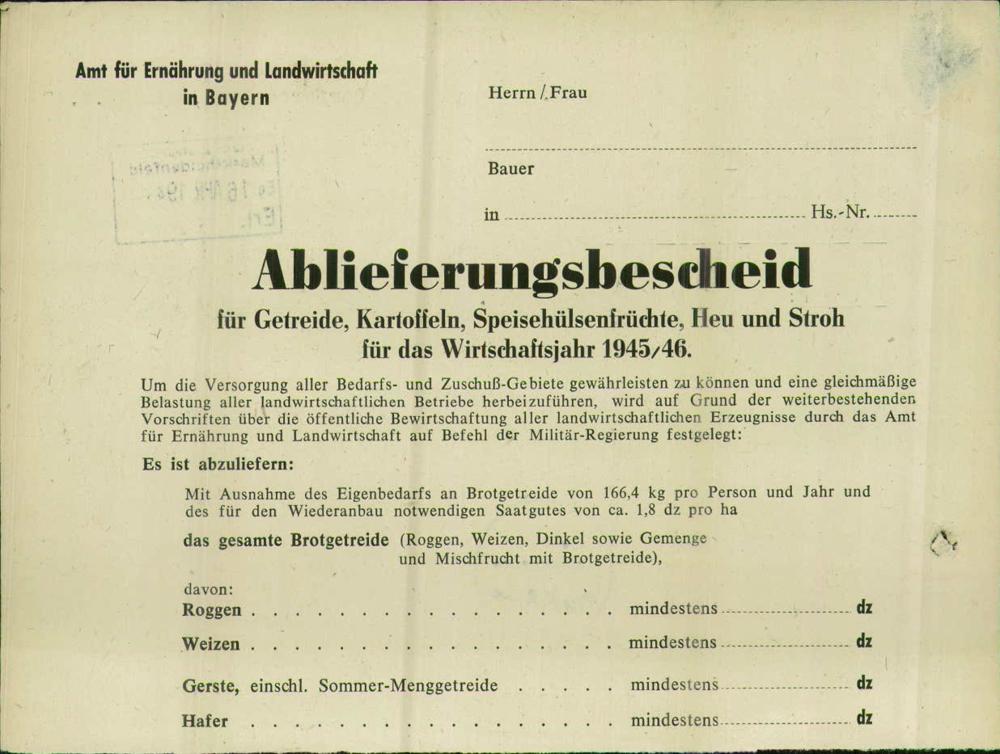 Amt für Ernährung und Landwirtschaft
in Bayern
Herrn / Frau
Bauer
in Hs.-Nr.
Ablieferungsbescheid
für Getreide, Kartoffeln, Speisehülsenfrüchte, Heu und Stroh
für das Wirtschaftsjahr 1945/46.
Um die Versorgung aller Bedarfs- und Zuschuß-Gebiete gewährleisten zu können und eine gleichmäßige
Belastung aller landwirtschaftlichen Betriebe herbeizuführen, wird auf Grund der weiterbestehenden
Vorschriften über die öffentliche Bewirtschaftung aller landwirtschaftlichen Erzeugnisse durch das Amt
für Ernährung und Landwirtschaft auf Befehl der Militär-Regierung festgelegt:
Es ist abzuliefern:
Mit Ausnahme des Eigenbedarfs an Brotgetreide von 166,4 kg pro Person und Jahr und
des für den Wiederanbau notwendigen Saatgutes von ca. 1,8 dz pro ha
das gesamte Brotgetreide (Roggen, Weizen, Dinkel sowie Gemenge
und Mischfrucht mit Brotgetreide),
davon:
Roggen . . . . . . . . . . . . . . . . . mindestens dz
Weizen . . . . . . . . . . . . . . . . . mindestens dz
Gerste, einschl. Sommer-Menggetreide . . . . . mindestens dz
Hafer . . . . . . . . . . . . . . . . . mindestens dz